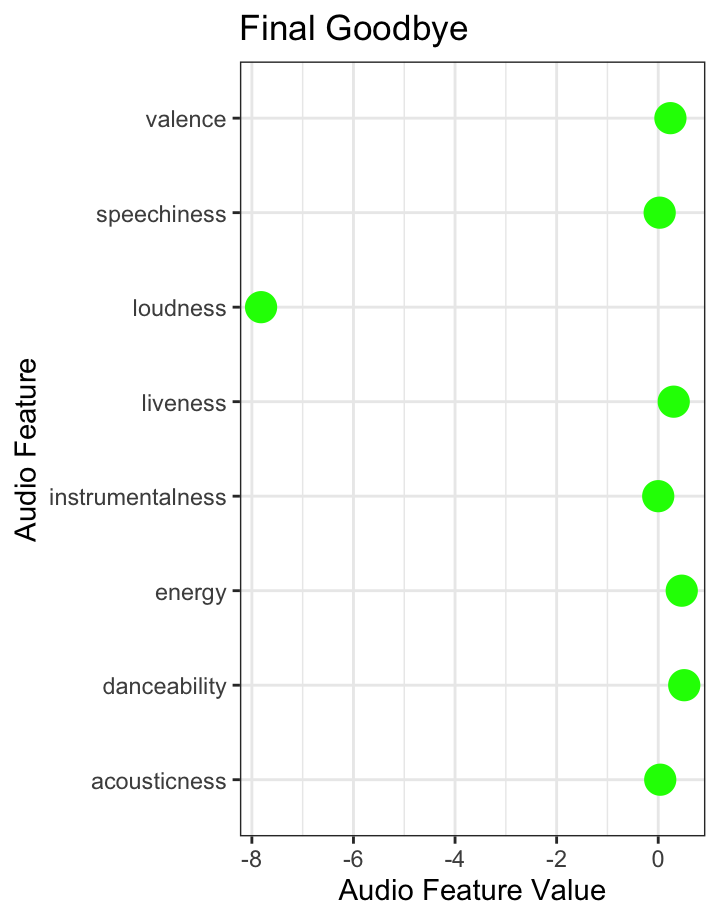 Final Goodbye
Audio Feature
valence
speechiness
loudness
liveness
instrumentalness
energy
danceability
acousticness
-8 -6 -4 -2 0
Audio Feature Value